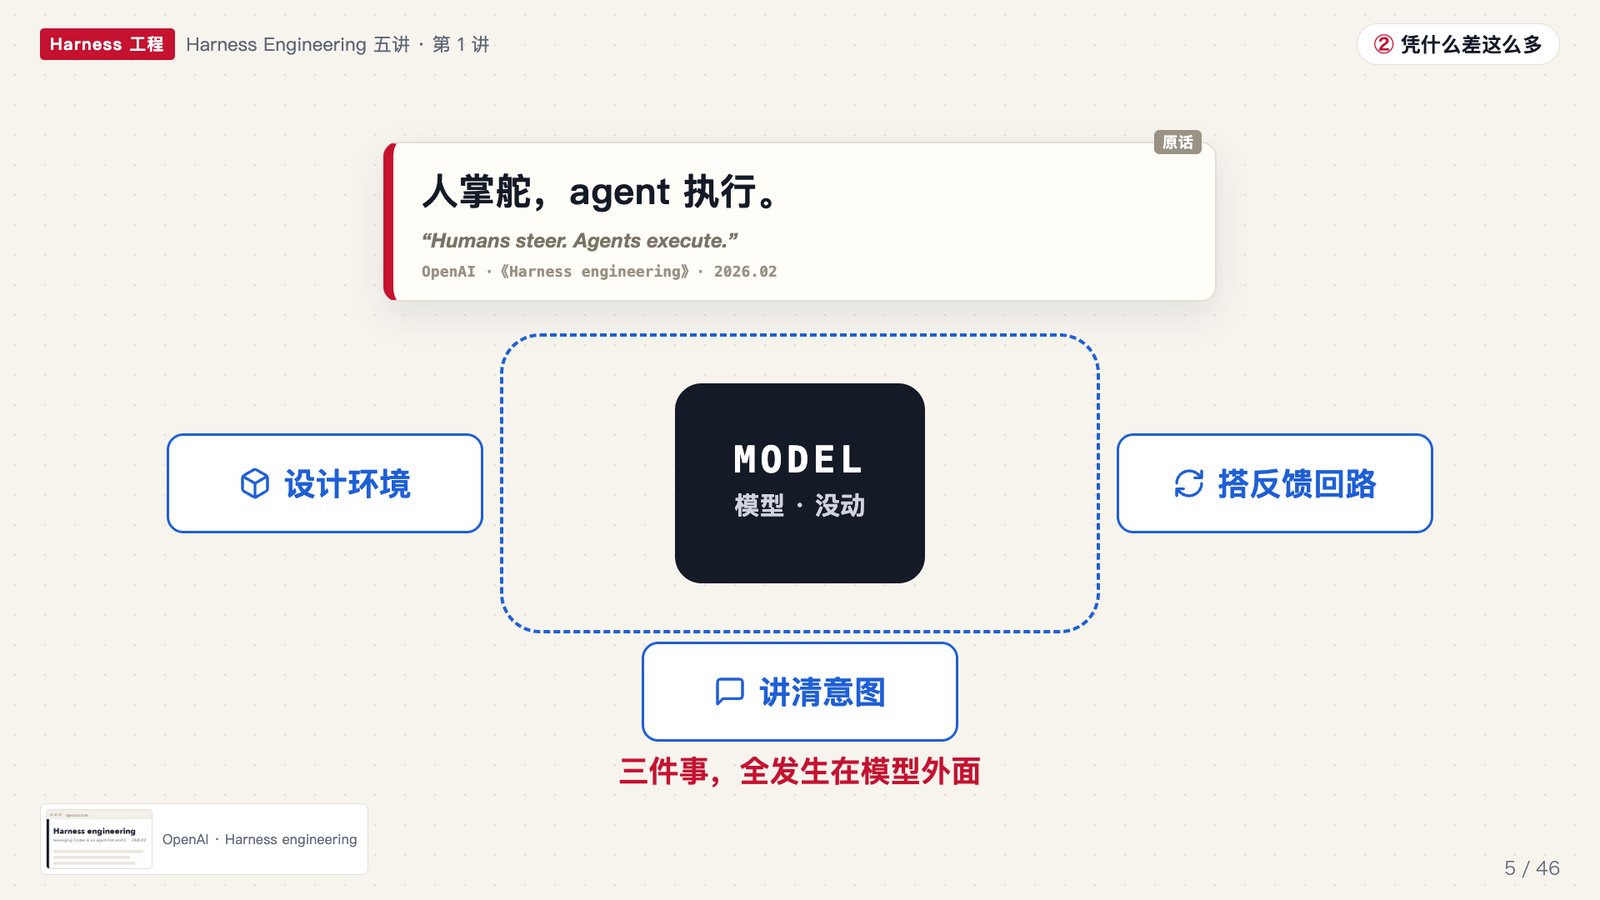 Harness 工程
Harness Engineering 五讲 · 第 1 讲
② 凭什么差这么多
原话
人掌舵，agent 执行。
“Humans steer. Agents execute.”
OpenAI ·《Harness engineering》· 2026.02
MODEL
模型 · 没动
设计环境
搭反馈回路
讲清意图
三件事，全发生在模型外面
Harness engineering
OpenAI · Harness engineering
5 / 46